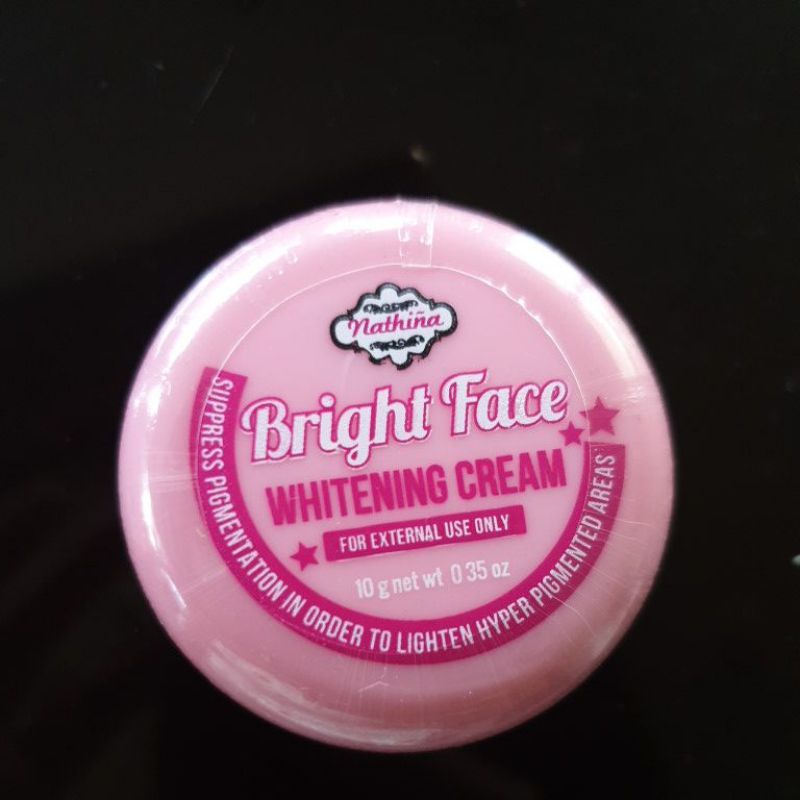 Nathiña
Bright Face
WHITENING CREAM
FOR EXTERNAL USE ONLY
10 g net wt 0 35 oz
SUPPRESS PIGMENTATION IN ORDER TO LIGHTEN HYPER PIGMENTED AREAS